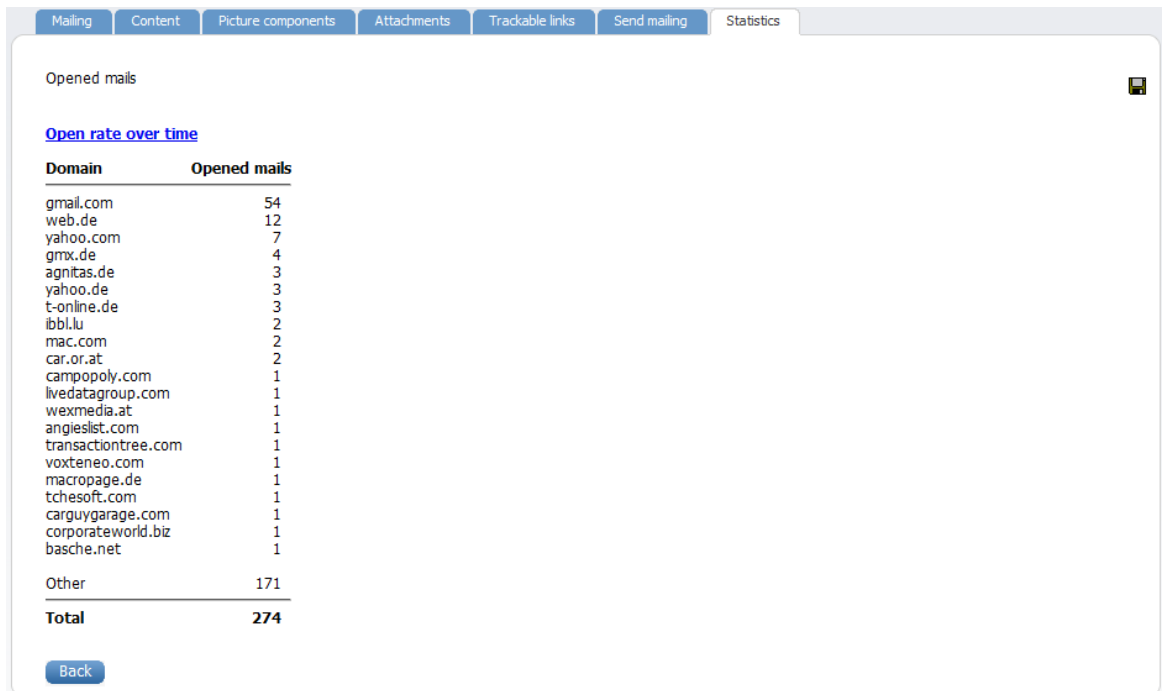 Mailing Content Picture components Attachments Trackable links Send mailing Statistics
Opened mails
Open rate over time
Domain Opened mails
gmail.com 54
web.de 12
yahoo.com 7
gmx.de 4
agnitas.de 3
yahoo.de 3
t-online.de 3
ibbl.lu 2
mac.com 2
car.or.at 2
campopoly.com 1
livedatagroup.com 1
wexmedia.at 1
angieslist.com 1
transactiontree.com 1
voxteneo.com 1
macropage.de 1
tchesoft.com 1
carguygarage.com 1
corporateworld.biz 1
basche.net 1
Other 171
Total 274
Back